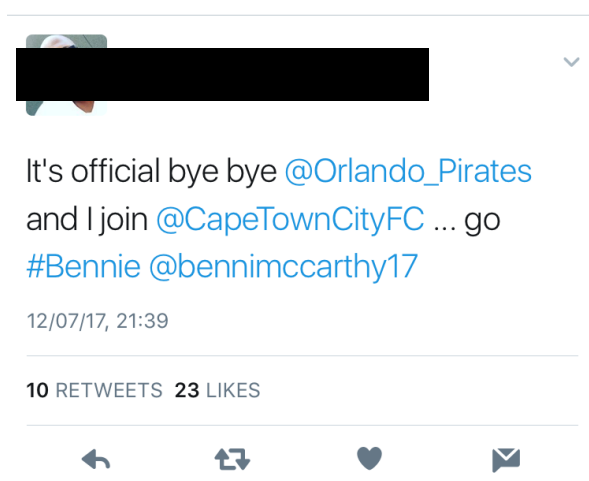 It's official bye bye @Orlando_Pirates
and I join @CapeTownCityFC ... go
#Bennie @bennimccarthy17
12/07/17, 21:39
10 RETWEETS 23 LIKES